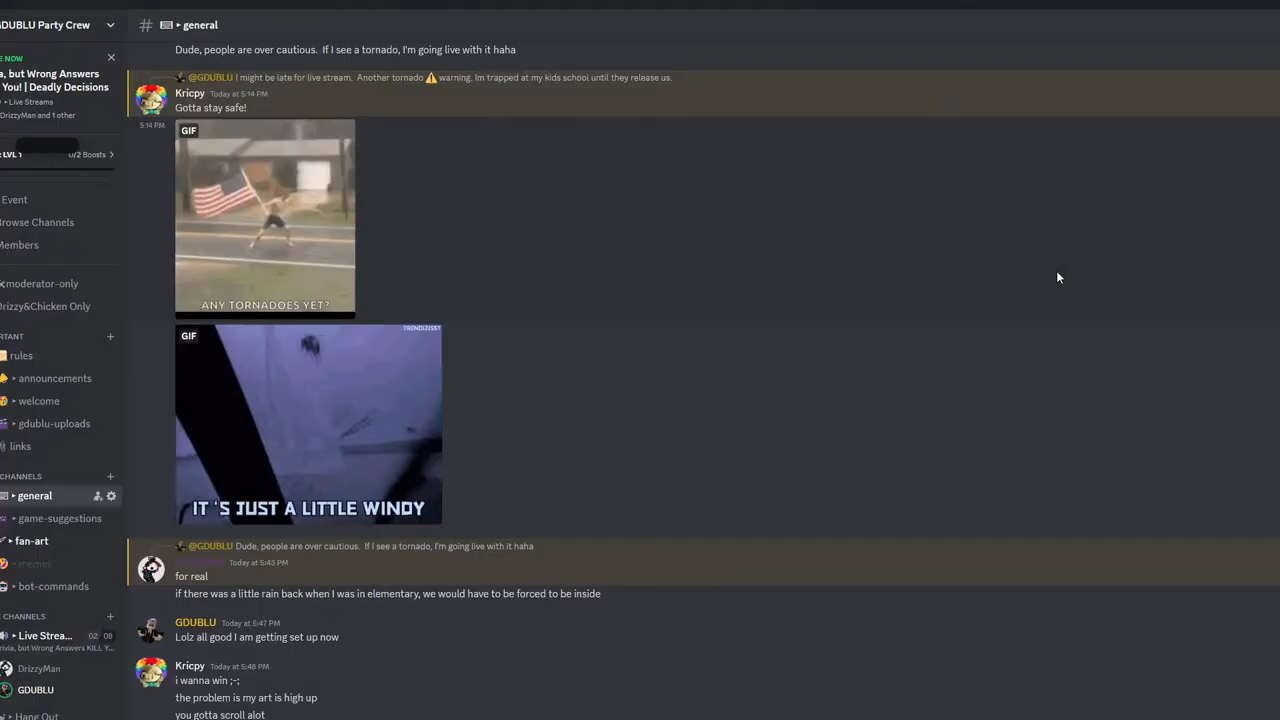 GDUBLU Party Crew
# ▸ general
Dude, people are over cautious. If I see a tornado, I'm going live with it haha
NOW
a, but Wrong Answers
You! | Deadly Decisions
• Live Streams
DrizzyMan and 1 other
LVL 1
0/2 Boosts
Event
rowse Channels
Members
moderator-only
Drizzy&Chicken Only
RTANT
rules
▸ announcements
▸ welcome
▸ gdublu-uploads
links
CHANNELS
▸ general
▸ game-suggestions
▸ fan-art
▸ memes
▸ bot-commands
CHANNELS
▸ Live Strea... 02 08
rivia, but Wrong Answers KILL Y...
DrizzyMan
GDUBLU
▸ Hang Out
@GDUBLU I might be late for live stream. Another tornado ⚠️ warning. Im trapped at my kids school until they release us.
Kricpy Today at 5:14 PM
Gotta stay safe!
5:14 PM
GIF
ANY TORNADOES YET?
GIF
TRENDIZISST
IT 'S JUST A LITTLE WINDY
@GDUBLU Dude, people are over cautious. If I see a tornado, I'm going live with it haha
Today at 5:43 PM
for real
if there was a little rain back when I was in elementary, we would have to be forced to be inside
GDUBLU Today at 5:47 PM
Lolz all good I am getting set up now
Kricpy Today at 5:48 PM
i wanna win ;-;
the problem is my art is high up
you gotta scroll alot